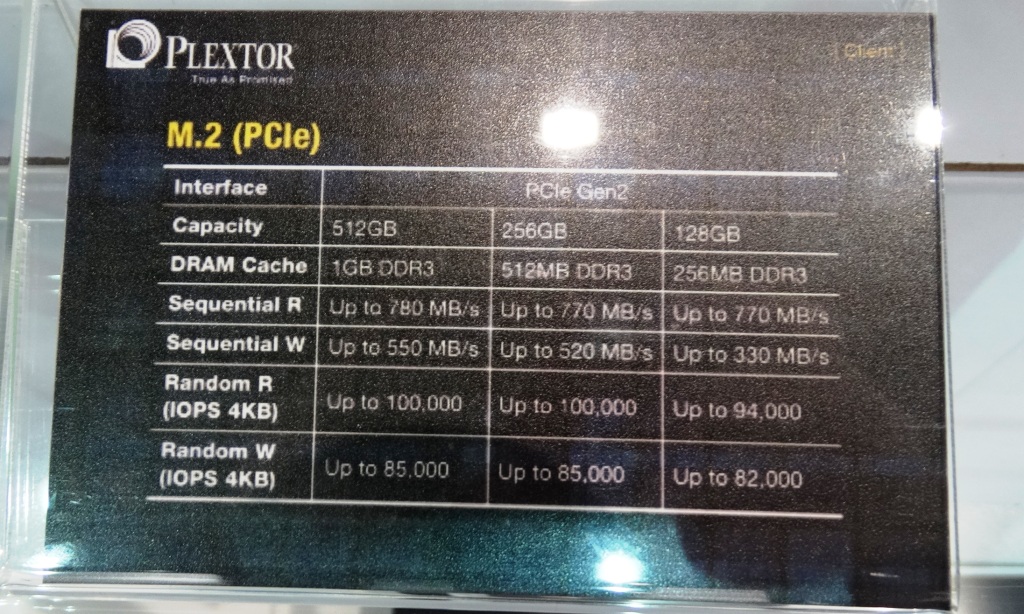 PLEXTOR
True As Promised
[ Client ]
M.2 (PCIe)
Interface PCIe Gen2
Capacity 512GB 256GB 128GB
DRAM Cache 1GB DDR3 512MB DDR3 256MB DDR3
Sequential R Up to 780 MB/s Up to 770 MB/s Up to 770 MB/s
Sequential W Up to 550 MB/s Up to 520 MB/s Up to 330 MB/s
Random R
(IOPS 4KB) Up to 100,000 Up to 100,000 Up to 94,000
Random W
(IOPS 4KB) Up to 85,000 Up to 85,000 Up to 82,000